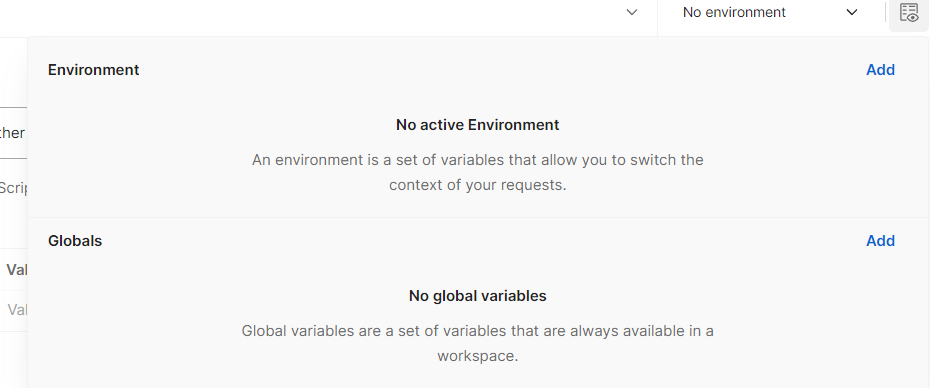 No environment
Environment
Add
No active Environment
An environment is a set of variables that allow you to switch the
context of your requests.
ther
Scrip
Globals
Add
Val
No global variables
Val
Global variables are a set of variables that are always available in a
workspace.